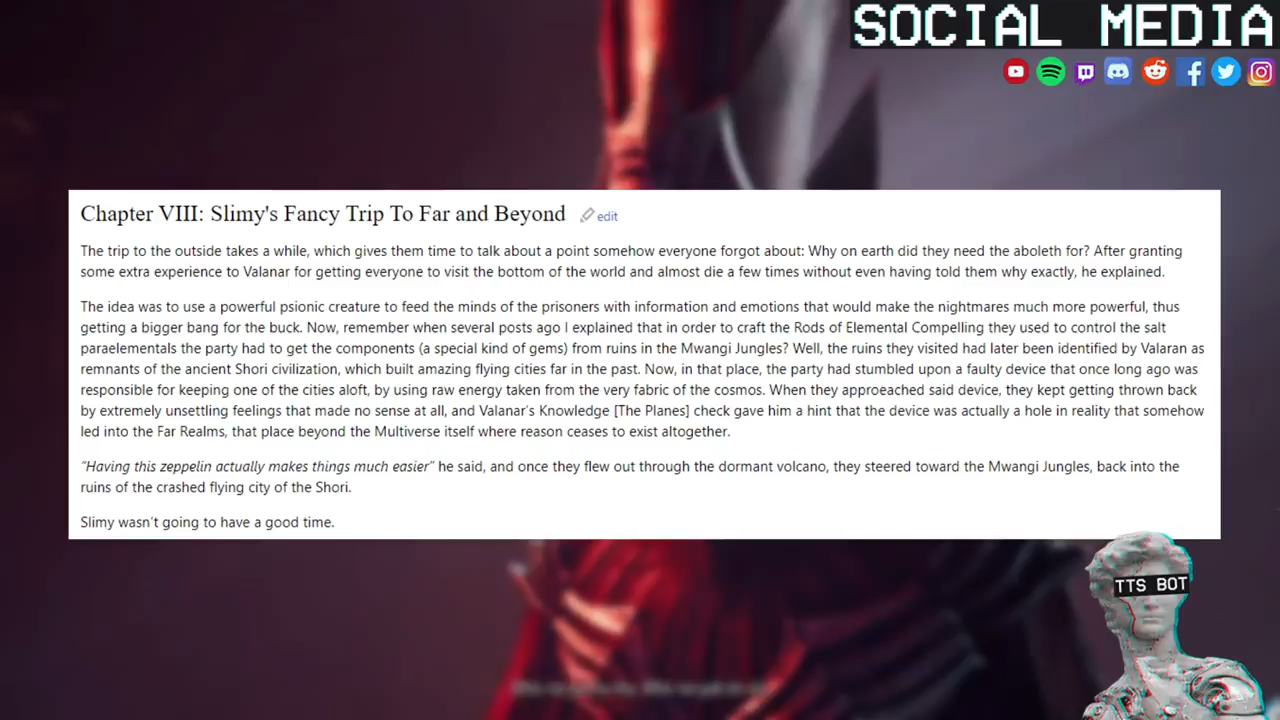 SOCIAL MEDIA
Chapter VIII: Slimy's Fancy Trip To Far and Beyond edit
The trip to the outside takes a while, which gives them time to talk about a point somehow everyone forgot about: Why on earth did they need the aboleth for? After granting
some extra experience to Valanar for getting everyone to visit the bottom of the world and almost die a few times without even having told them why exactly, he explained.
The idea was to use a powerful psionic creature to feed the minds of the prisoners with information and emotions that would make the nightmares much more powerful, thus
getting a bigger bang for the buck. Now, remember when several posts ago I explained that in order to craft the Rods of Elemental Compelling they used to control the salt
paraelementals the party had to get the components (a special kind of gems) from ruins in the Mwangi Jungles? Well, the ruins they visited had later been identified by Valaran as
remnants of the ancient Shori civilization, which built amazing flying cities far in the past. Now, in that place, the party had stumbled upon a faulty device that once long ago was
responsible for keeping one of the cities aloft, by using raw energy taken from the very fabric of the cosmos. When they approeached said device, they kept getting thrown back
by extremely unsettling feelings that made no sense at all, and Valanar's Knowledge [The Planes] check gave him a hint that the device was actually a hole in reality that somehow
led into the Far Realms, that place beyond the Multiverse itself where reason ceases to exist altogether.
“Having this zeppelin actually makes things much easier” he said, and once they flew out through the dormant volcano, they steered toward the Mwangi Jungles, back into the
ruins of the crashed flying city of the Shori.
Slimy wasn't going to have a good time.
TTS BOT